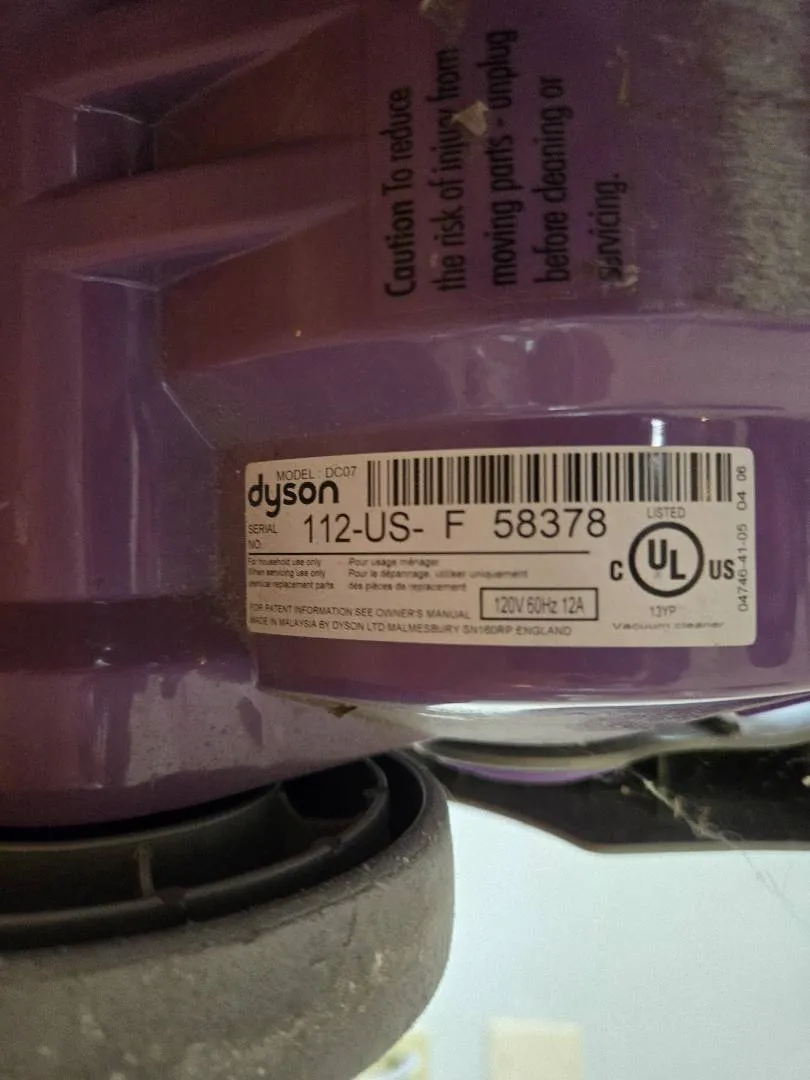 Caution To reduce
the risk of injury from
moving parts - unplug
before cleaning or
servicing.
MODEL : DC07
dyson
SERIAL
NO.
112-US- F 58378
For household use only
When servicing use only
identical replacement parts
Pour usage ménager
Pour le dépannage, utiliser uniquement
des pièces de replacement
120V 60Hz 12A
FOR PATENT INFORMATION SEE OWNER'S MANUAL
MADE IN MALAYSIA BY DYSON LTD MALMESBURY SN160RP ENGLAND
LISTED
C UL US
13YP
Vacuum cleaner
04746-41-05 04 06